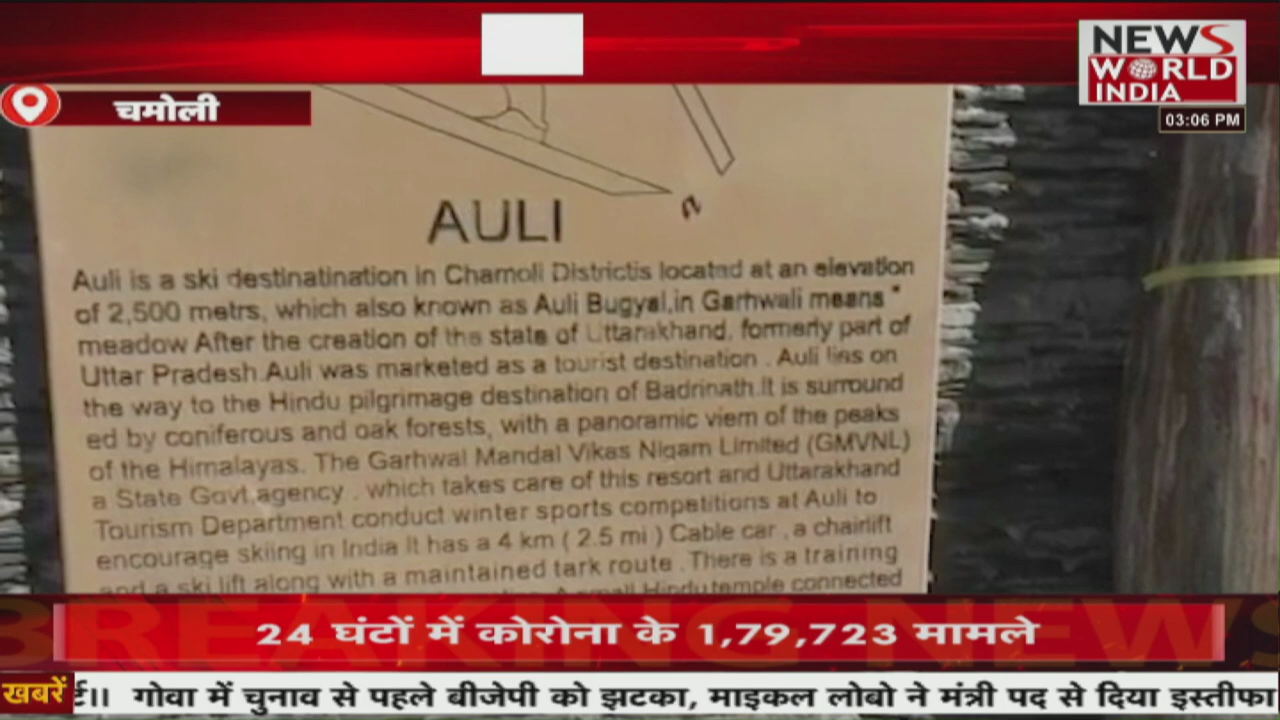 NEWS
WORLD
INDIA
03:06 PM
चमोली
AULI
Auli is a ski destinatination in Chamoli Districtis located at an elevation
of 2,500 metrs, which also known as Auli Bugyal,in Garhwali means "
meadow After the creation of the state of Uttarakhand, formerly part of
Uttar Pradesh.Auli was marketed as a tourist destination . Auli lies on
the way to the Hindu pilgrimage destination of Badrinath.It is surround
ed by coniferous and oak forests, with a panoramic viem of the peaks
of the Himalayas. The Garhwal Mandal Vikas Nigam Limited (GMVNL)
a State Govt.agency . which takes care of this resort and Uttarakhand
Tourism Department conduct winter sports competitions at Auli to
encourage skiing in India It has a 4 km ( 2.5 mi ) Cable car , a chairlift
and a ski lift along with a maintained tark route . There is a training
A small Hindu temple connected
BREAKING NEWS
24 घंटों में कोरोना के 1,79,723 मामले
खबरें
र्ट।। गोवा में चुनाव से पहले बीजेपी को झटका, माइकल लोबो ने मंत्री पद से दिया इस्तीफा